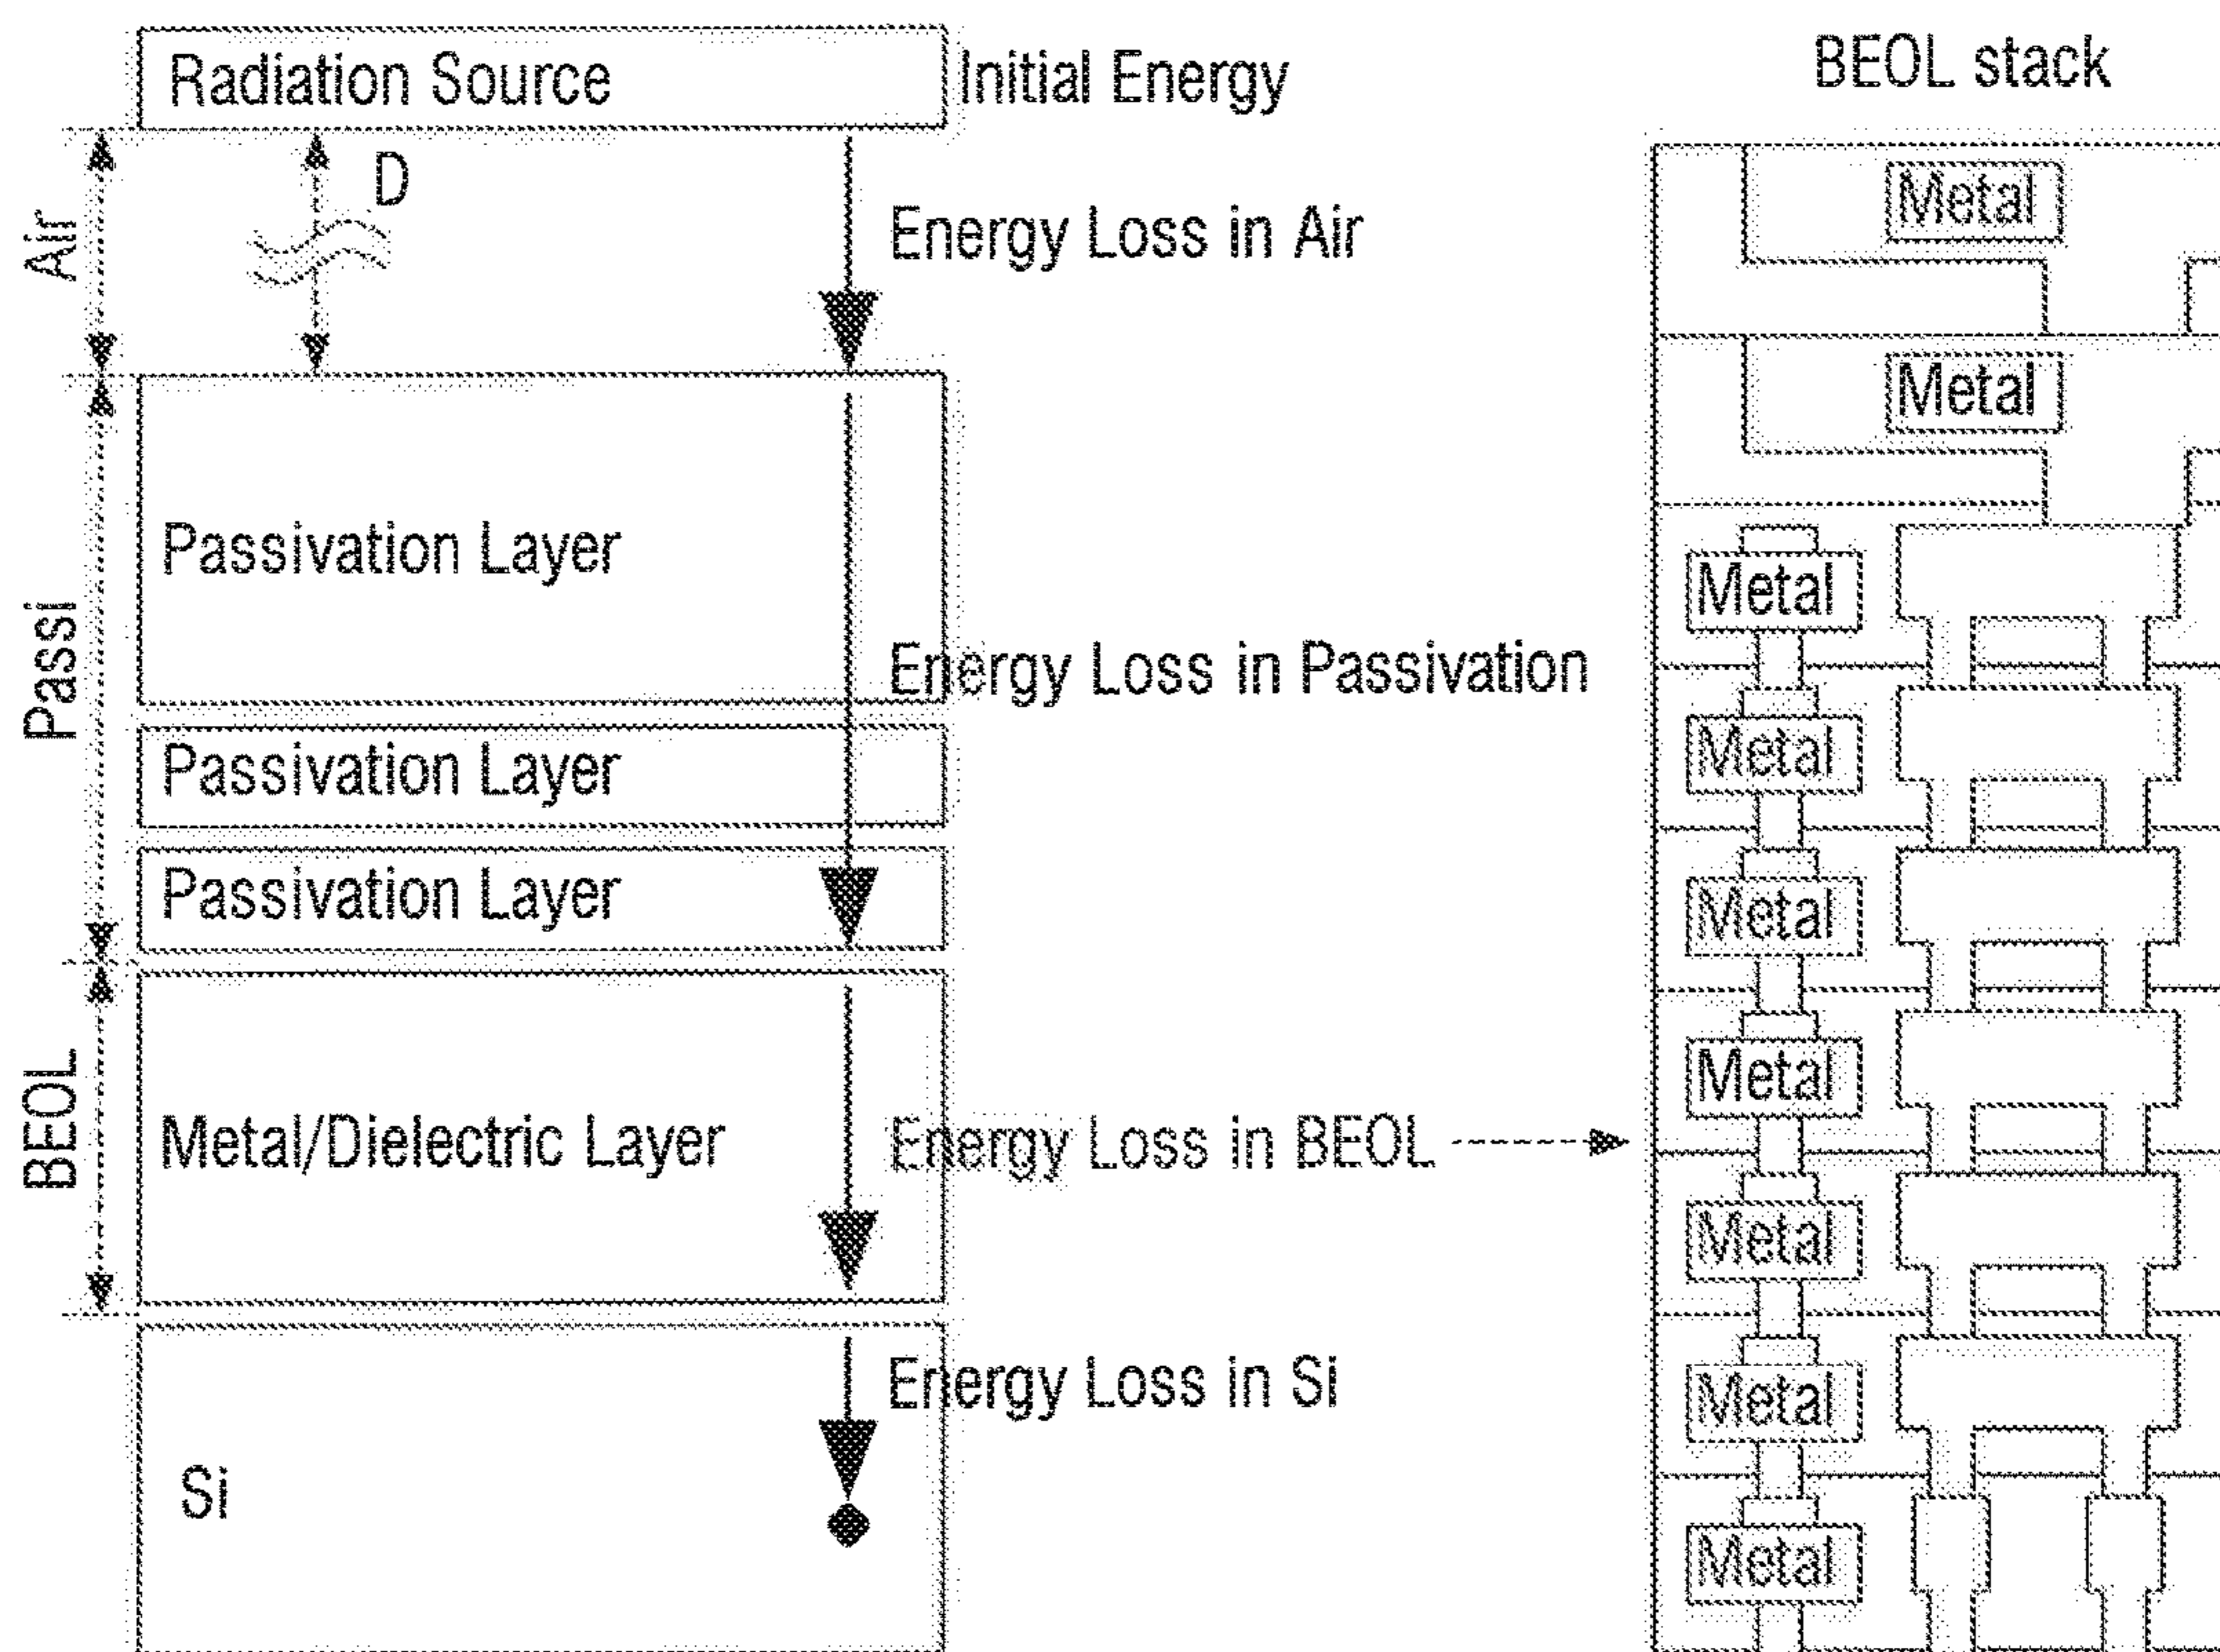 Radiation Source
Initial Energy
Air
D
Energy Loss in Air
Passi
Passivation Layer
Energy Loss in Passivation
Passivation Layer
Passivation Layer
BEOL
Metal/Dielectric Layer
Energy Loss in BEOL
Energy Loss in Si
Si
BEOL stack
Metal
Metal
Metal
Metal
Metal
Metal
Metal
Metal
Metal